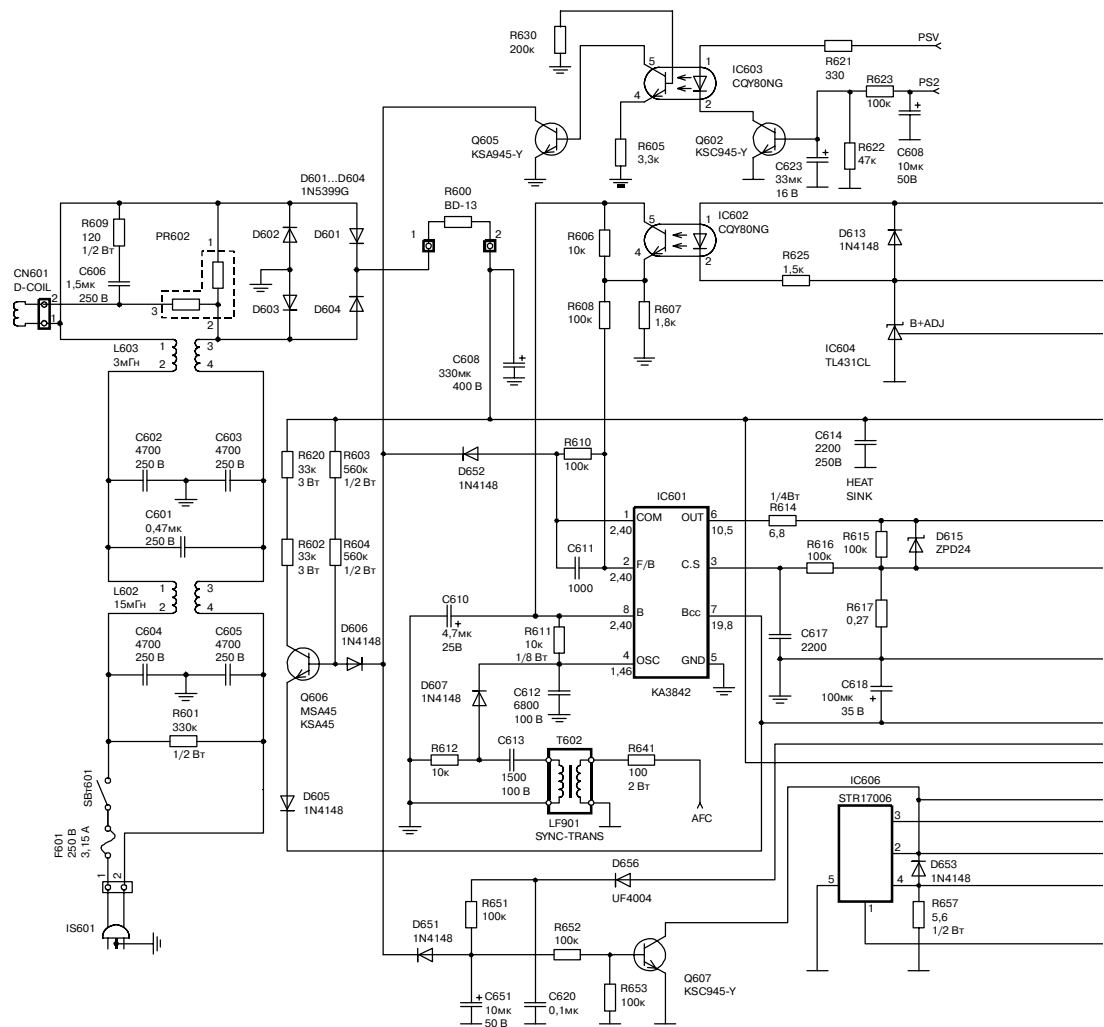 R630
200к
PSV
R621
330
IC603
CQY80NG
5
4
1
2
R623
100к
PS2
Q605
KSA945-Y
R605
3,3к
Q602
KSC945-Y
C623
33мк
16 В
R622
47к
C608
10мк
50В
D601...D604
1N5399G
R600
BD-13
1
2
R609
120
1/2 Вт
PR602
1
3
2
D602
D601
D603
D604
CN601
D-COIL
2
1
C606
1,5мк
250 В
R606
10к
5
4
1
2
IC602
CQY80NG
D613
1N4148
R625
1,5к
R608
100к
R607
1,8к
B+ADJ
IC604
TL431CL
L603
3мГн
1
2
3
4
C608
330мк
400 В
C602
4700
250 В
C603
4700
250 В
R620
33к
3 Вт
R603
560к
1/2 Вт
D652
1N4148
R610
100к
C614
2200
250В
HEAT
SINK
C601
0,47мк
250 В
R602
33к
3 Вт
R604
560к
1/2 Вт
C611
1000
IC601
1
COM
OUT
6
2,40
10,5
2
F/B
C.S
3
2,40
8
B
Bcc
7
2,40
19,8
4
OSC
GND
5
1,46
KA3842
1/4Вт
R614
6,8
R616
100к
R615
100к
D615
ZPD24
R617
0,27
L602
15мГн
1
2
3
4
C604
4700
250 В
C605
4700
250 В
D606
1N4148
C610
4,7мк
25В
R611
10к
1/8 Вт
C617
2200
C618
100мк
35 В
Q606
MSA45
KSA45
D607
1N4148
C612
6800
100 В
R601
330к
1/2 Вт
R612
10к
C613
1500
100 В
T602
LF901
SYNC-TRANS
R641
100
2 Вт
AFC
SBт601
D605
1N4148
F601
250 В
3,15 А
1
2
IS601
IC606
STR17006
3
2
4
5
1
D653
1N4148
R657
5,6
1/2 Вт
D656
UF4004
R651
100к
D651
1N4148
R652
100к
Q607
KSC945-Y
R653
100к
C651
10мк
50 В
C620
0,1мк